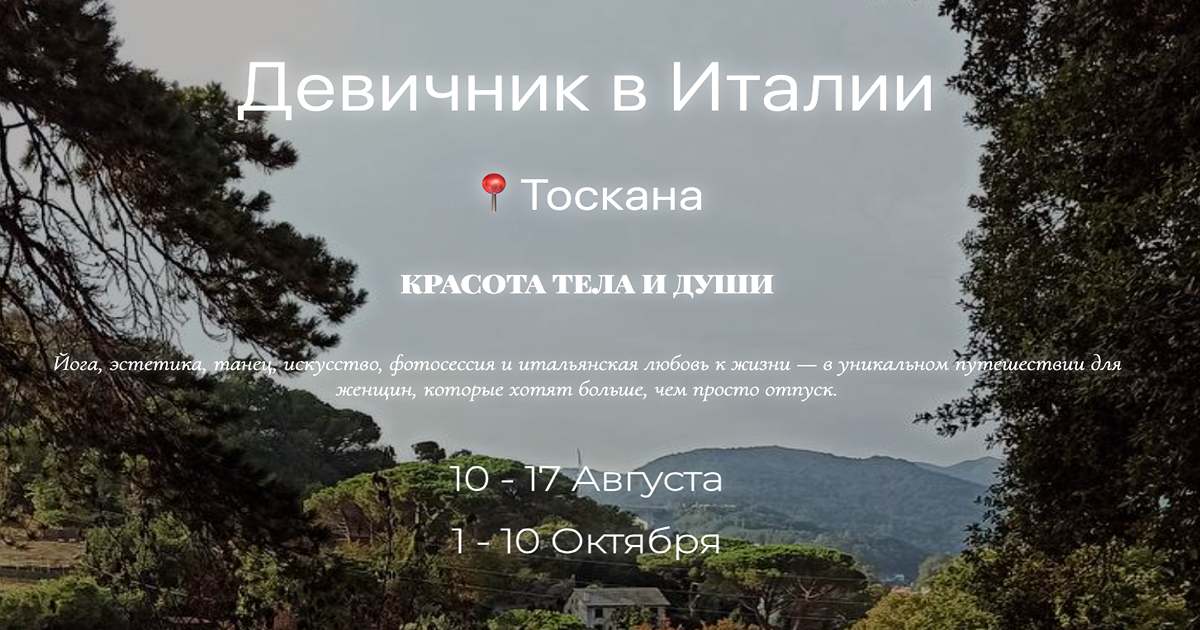 Девичник в Италии
📍Тоскана
КРАСОТА ТЕЛА И ДУШИ
Йога, эстетика, танец, искусство, фотосессия и итальянская любовь к жизни — в уникальном путешествии для
женщин, которые хотят больше, чем просто отпуск.
10 - 17 Августа
1 - 10 Октября